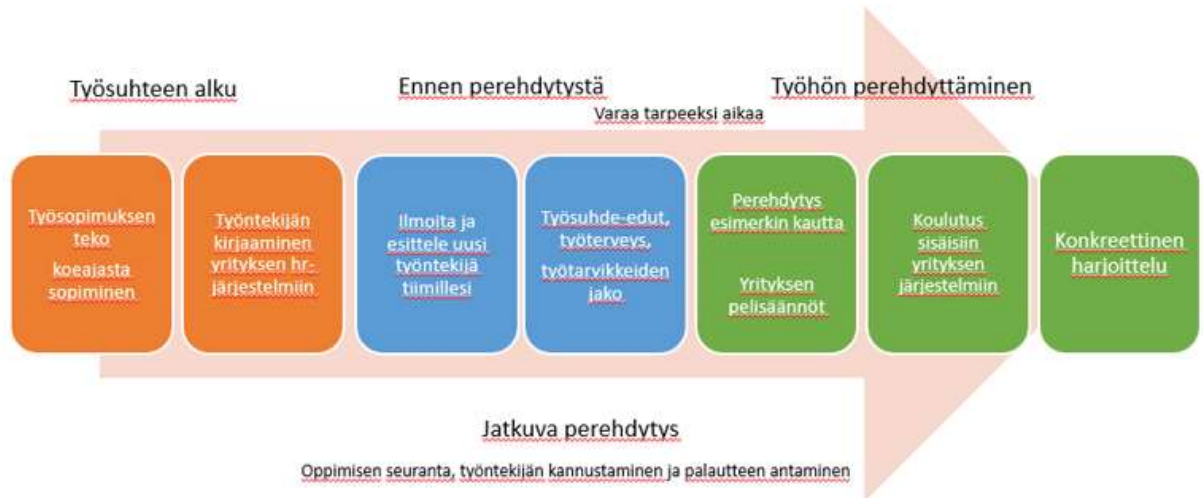 Työsuhteen alku
Ennen perehdytystä
Työhön perehdyttäminen
Varaa tarpeeksi aikaa
Työsopimuksen
teko
koeajasta
sopiminen
Työntekijän
kirjaaminen
yrityksen hr-
järjestelmiin
Ilmoita ja
esittele uusi
työntekijä
tiimillesi
Työsuhde-edut,
työterveys,
työtarvikkeiden
jako
Perehdytys
esimerkin kautta
Yrityksen
pelisäännöt
Koulutus
sisäisiin
yrityksen
järjestelmiin
Konkreettinen
harjoittelu
Jatkuva perehdytys
Oppimisen seuranta, työntekijän kannustaminen ja palautteen antaminen